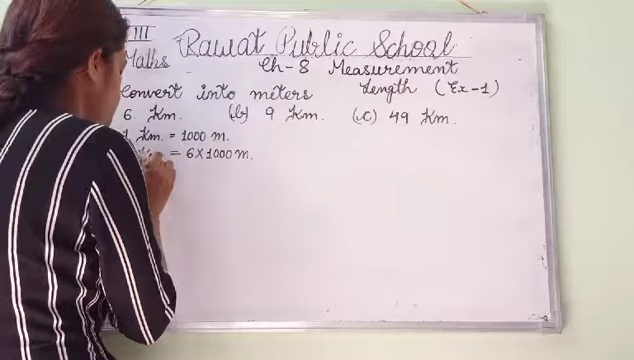 III
Rawat Public School
Maths
Ch-8 Measurement
Convert into meters Length (Ex-1)
6 Km. (b) 9 Km. (c) 49 Km.
1 Km. = 1000 m.
= 6 X 1000 m.